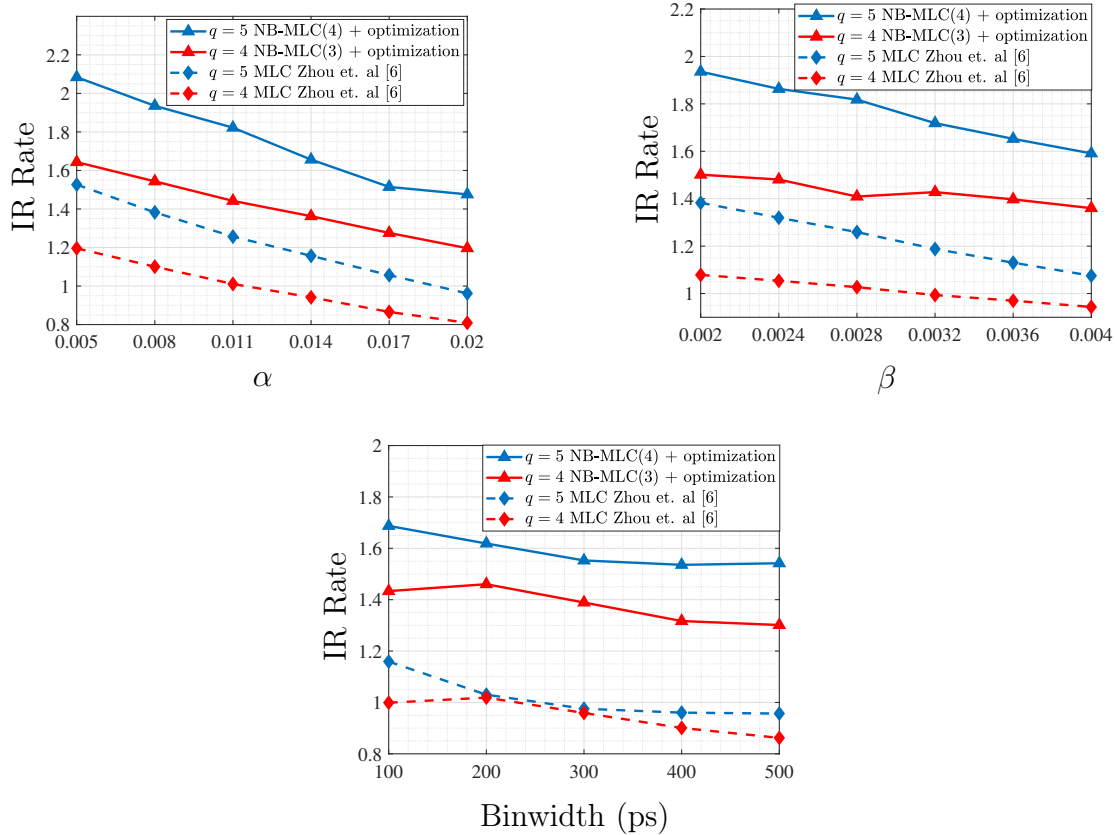 q = 5 NB-MLC(4) + optimization
q = 4 NB-MLC(3) + optimization
q = 5 MLC Zhou et. al [6]
q = 4 MLC Zhou et. al [6]
2.2
2
1.8
1.6
1.4
1.2
1
0.8
IR Rate
0.005 0.008 0.011 0.014 0.017 0.02
α
q = 5 NB-MLC(4) + optimization
q = 4 NB-MLC(3) + optimization
q = 5 MLC Zhou et. al [6]
q = 4 MLC Zhou et. al [6]
2.2
2
1.8
1.6
1.4
1.2
1
IR Rate
0.002 0.0024 0.0028 0.0032 0.0036 0.004
β
q = 5 NB-MLC(4) + optimization
q = 4 NB-MLC(3) + optimization
q = 5 MLC Zhou et. al [6]
q = 4 MLC Zhou et. al [6]
2
1.8
1.6
1.4
1.2
1
0.8
IR Rate
100 200 300 400 500
Binwidth (ps)